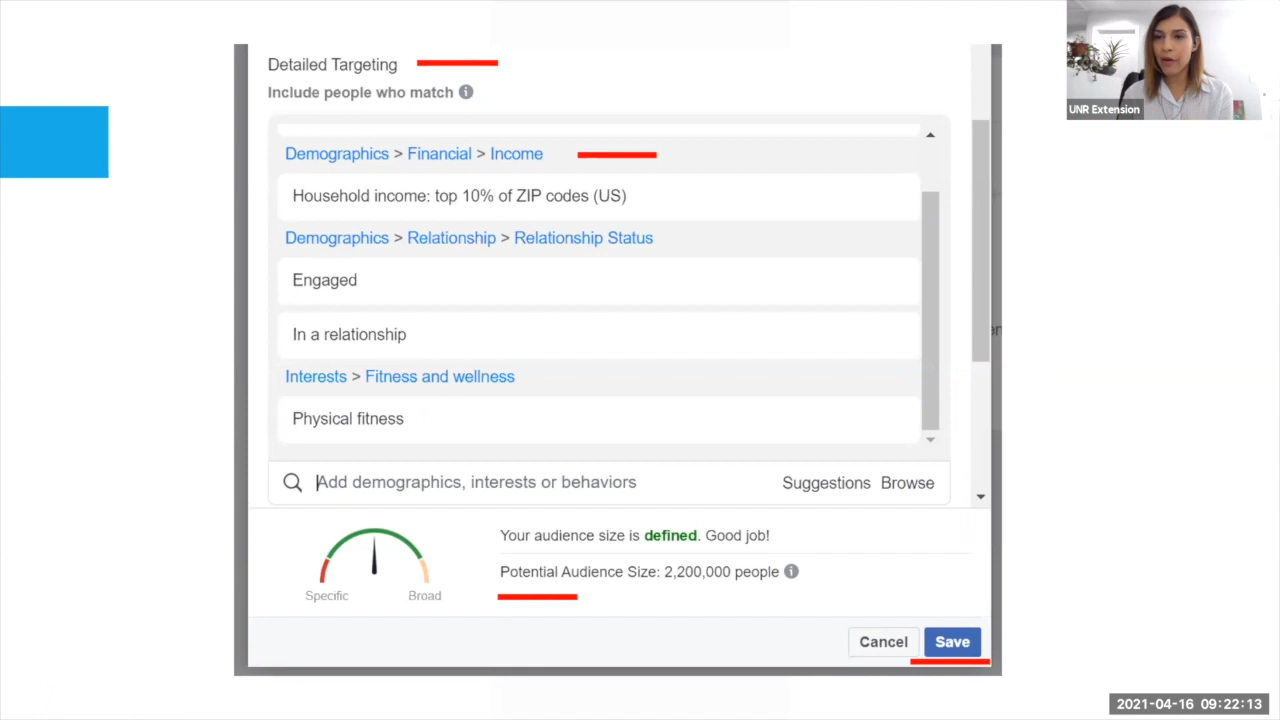 Detailed Targeting
Include people who match
Demographics > Financial > Income
Household income: top 10% of ZIP codes (US)
Demographics > Relationship > Relationship Status
Engaged
In a relationship
Interests > Fitness and wellness
Physical fitness
Add demographics, interests or behaviors Suggestions Browse
Your audience size is defined. Good job!
Potential Audience Size: 2,200,000 people
Specific Broad
Cancel Save
UNR Extension
2021-04-16 09:22:13